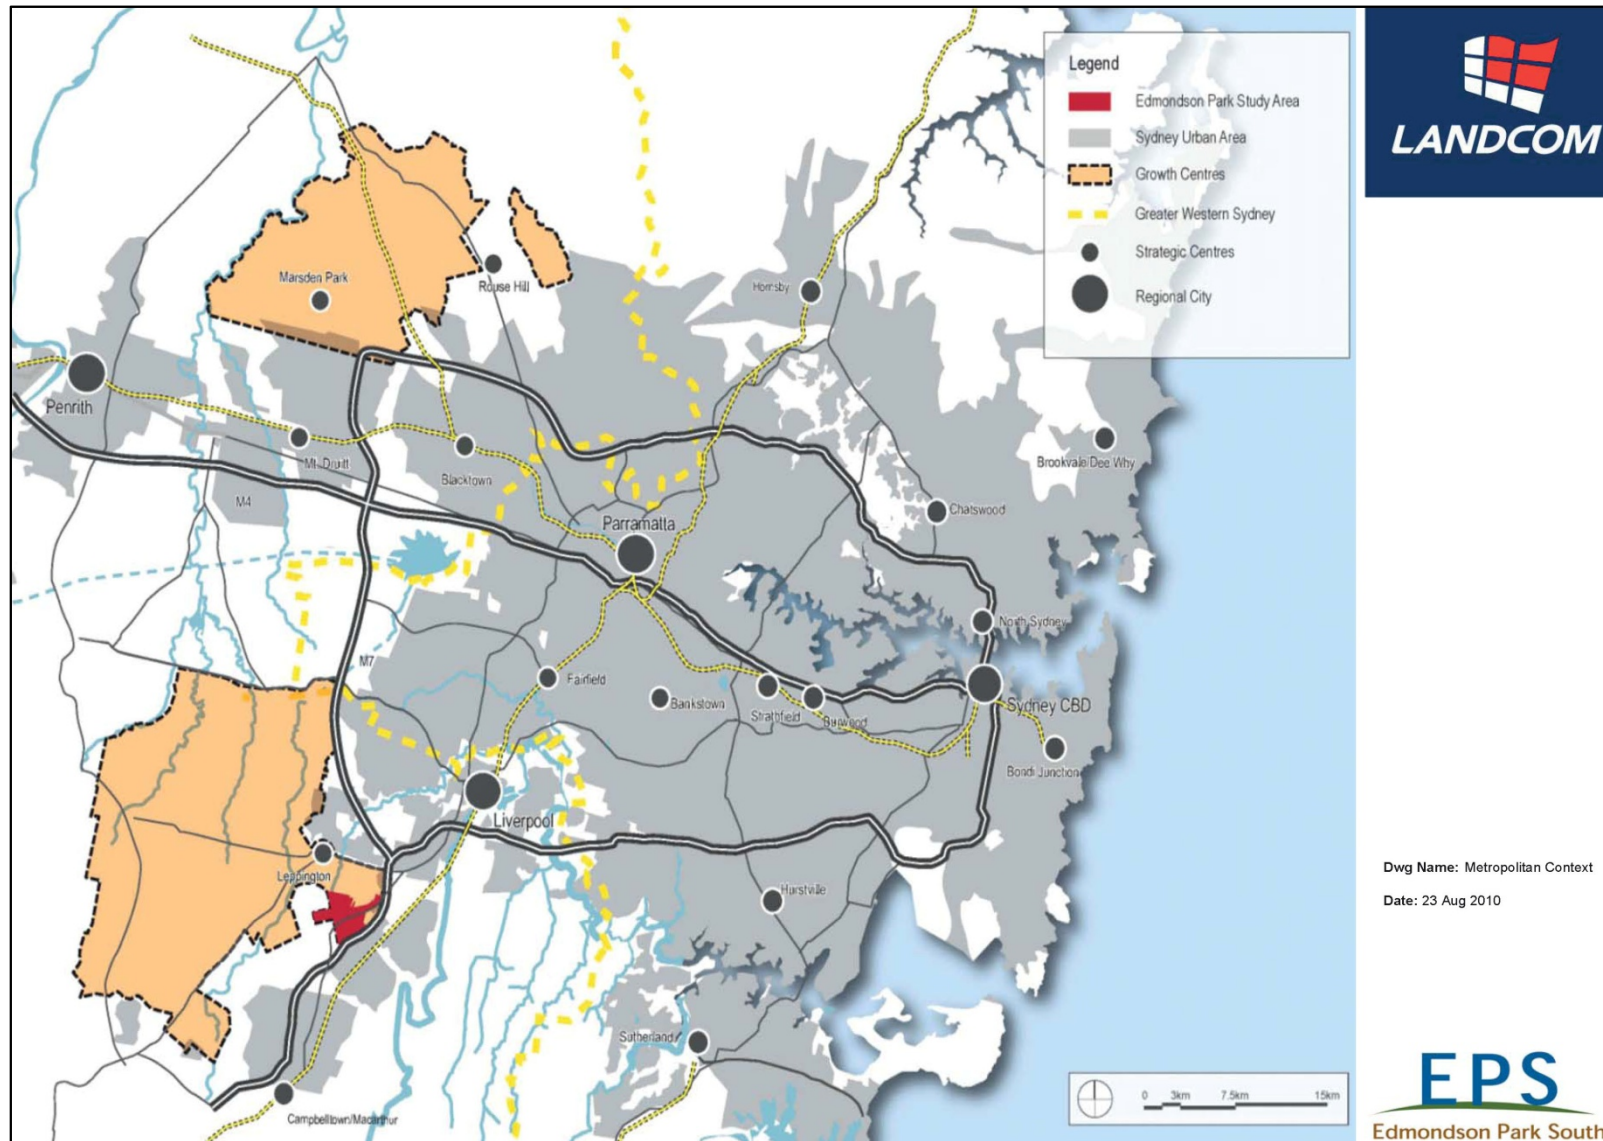 Legend
Edmondson Park Study Area
Sydney Urban Area
Growth Centres
Greater Western Sydney
Strategic Centres
Regional City
LANDCOM
Marsden Park
Rouse Hill
Hornsby
Penrith
Mt. Druitt
Blacktown
Brookvale/Dee Why
M4
Chatswood
Parramatta
North Sydney
M7
Fairfield
Bankstown
Strathfield
Burwood
Sydney CBD
Bondi Junction
Liverpool
Leppington
Hurstville
Sutherland
Campbelltown/Macarthur
0 3km 7.5km 15km
Dwg Name: Metropolitan Context
Date: 23 Aug 2010
EPS
Edmondson Park South